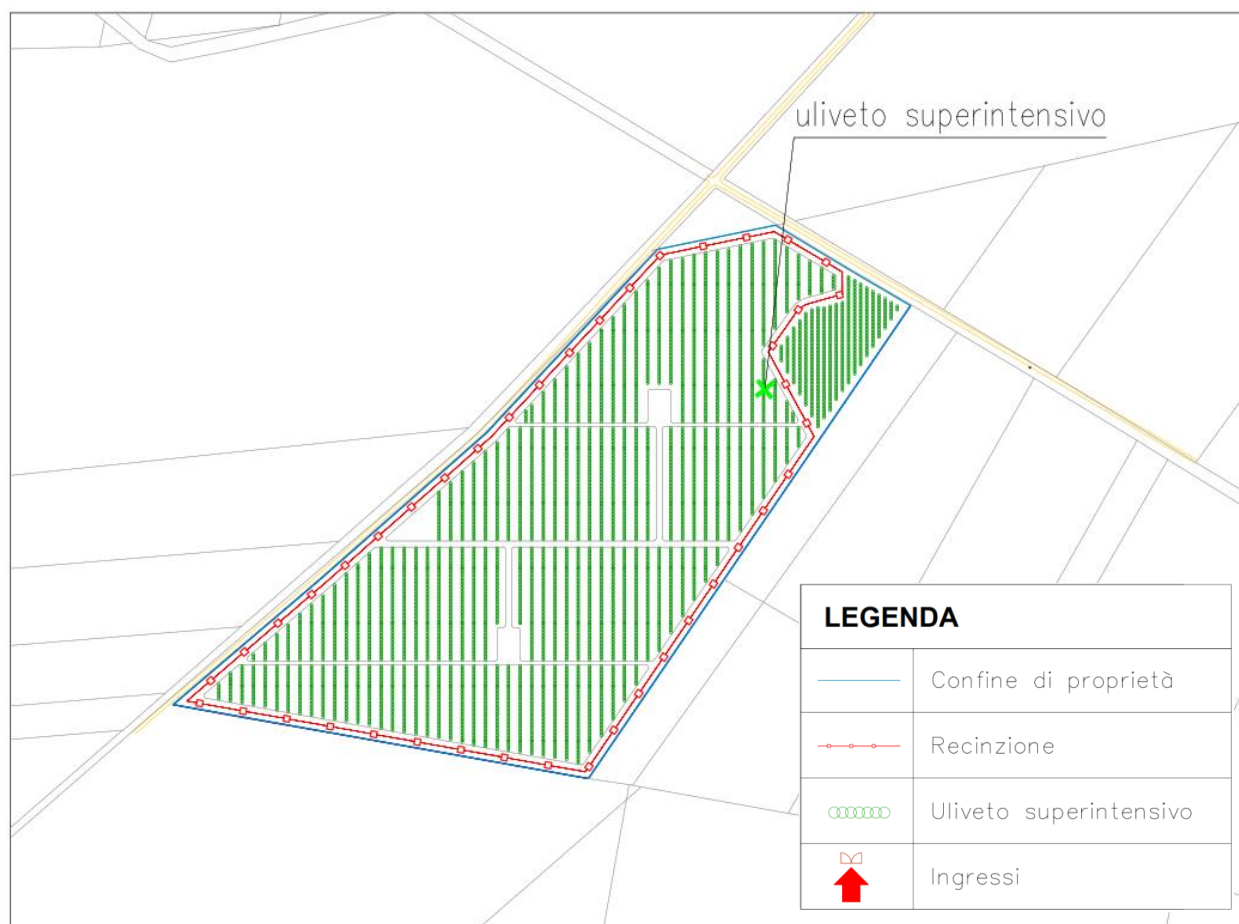 uliveto superintensivo
LEGENDA
Confine di proprietà
Recinzione
Uliveto superintensivo
Ingressi